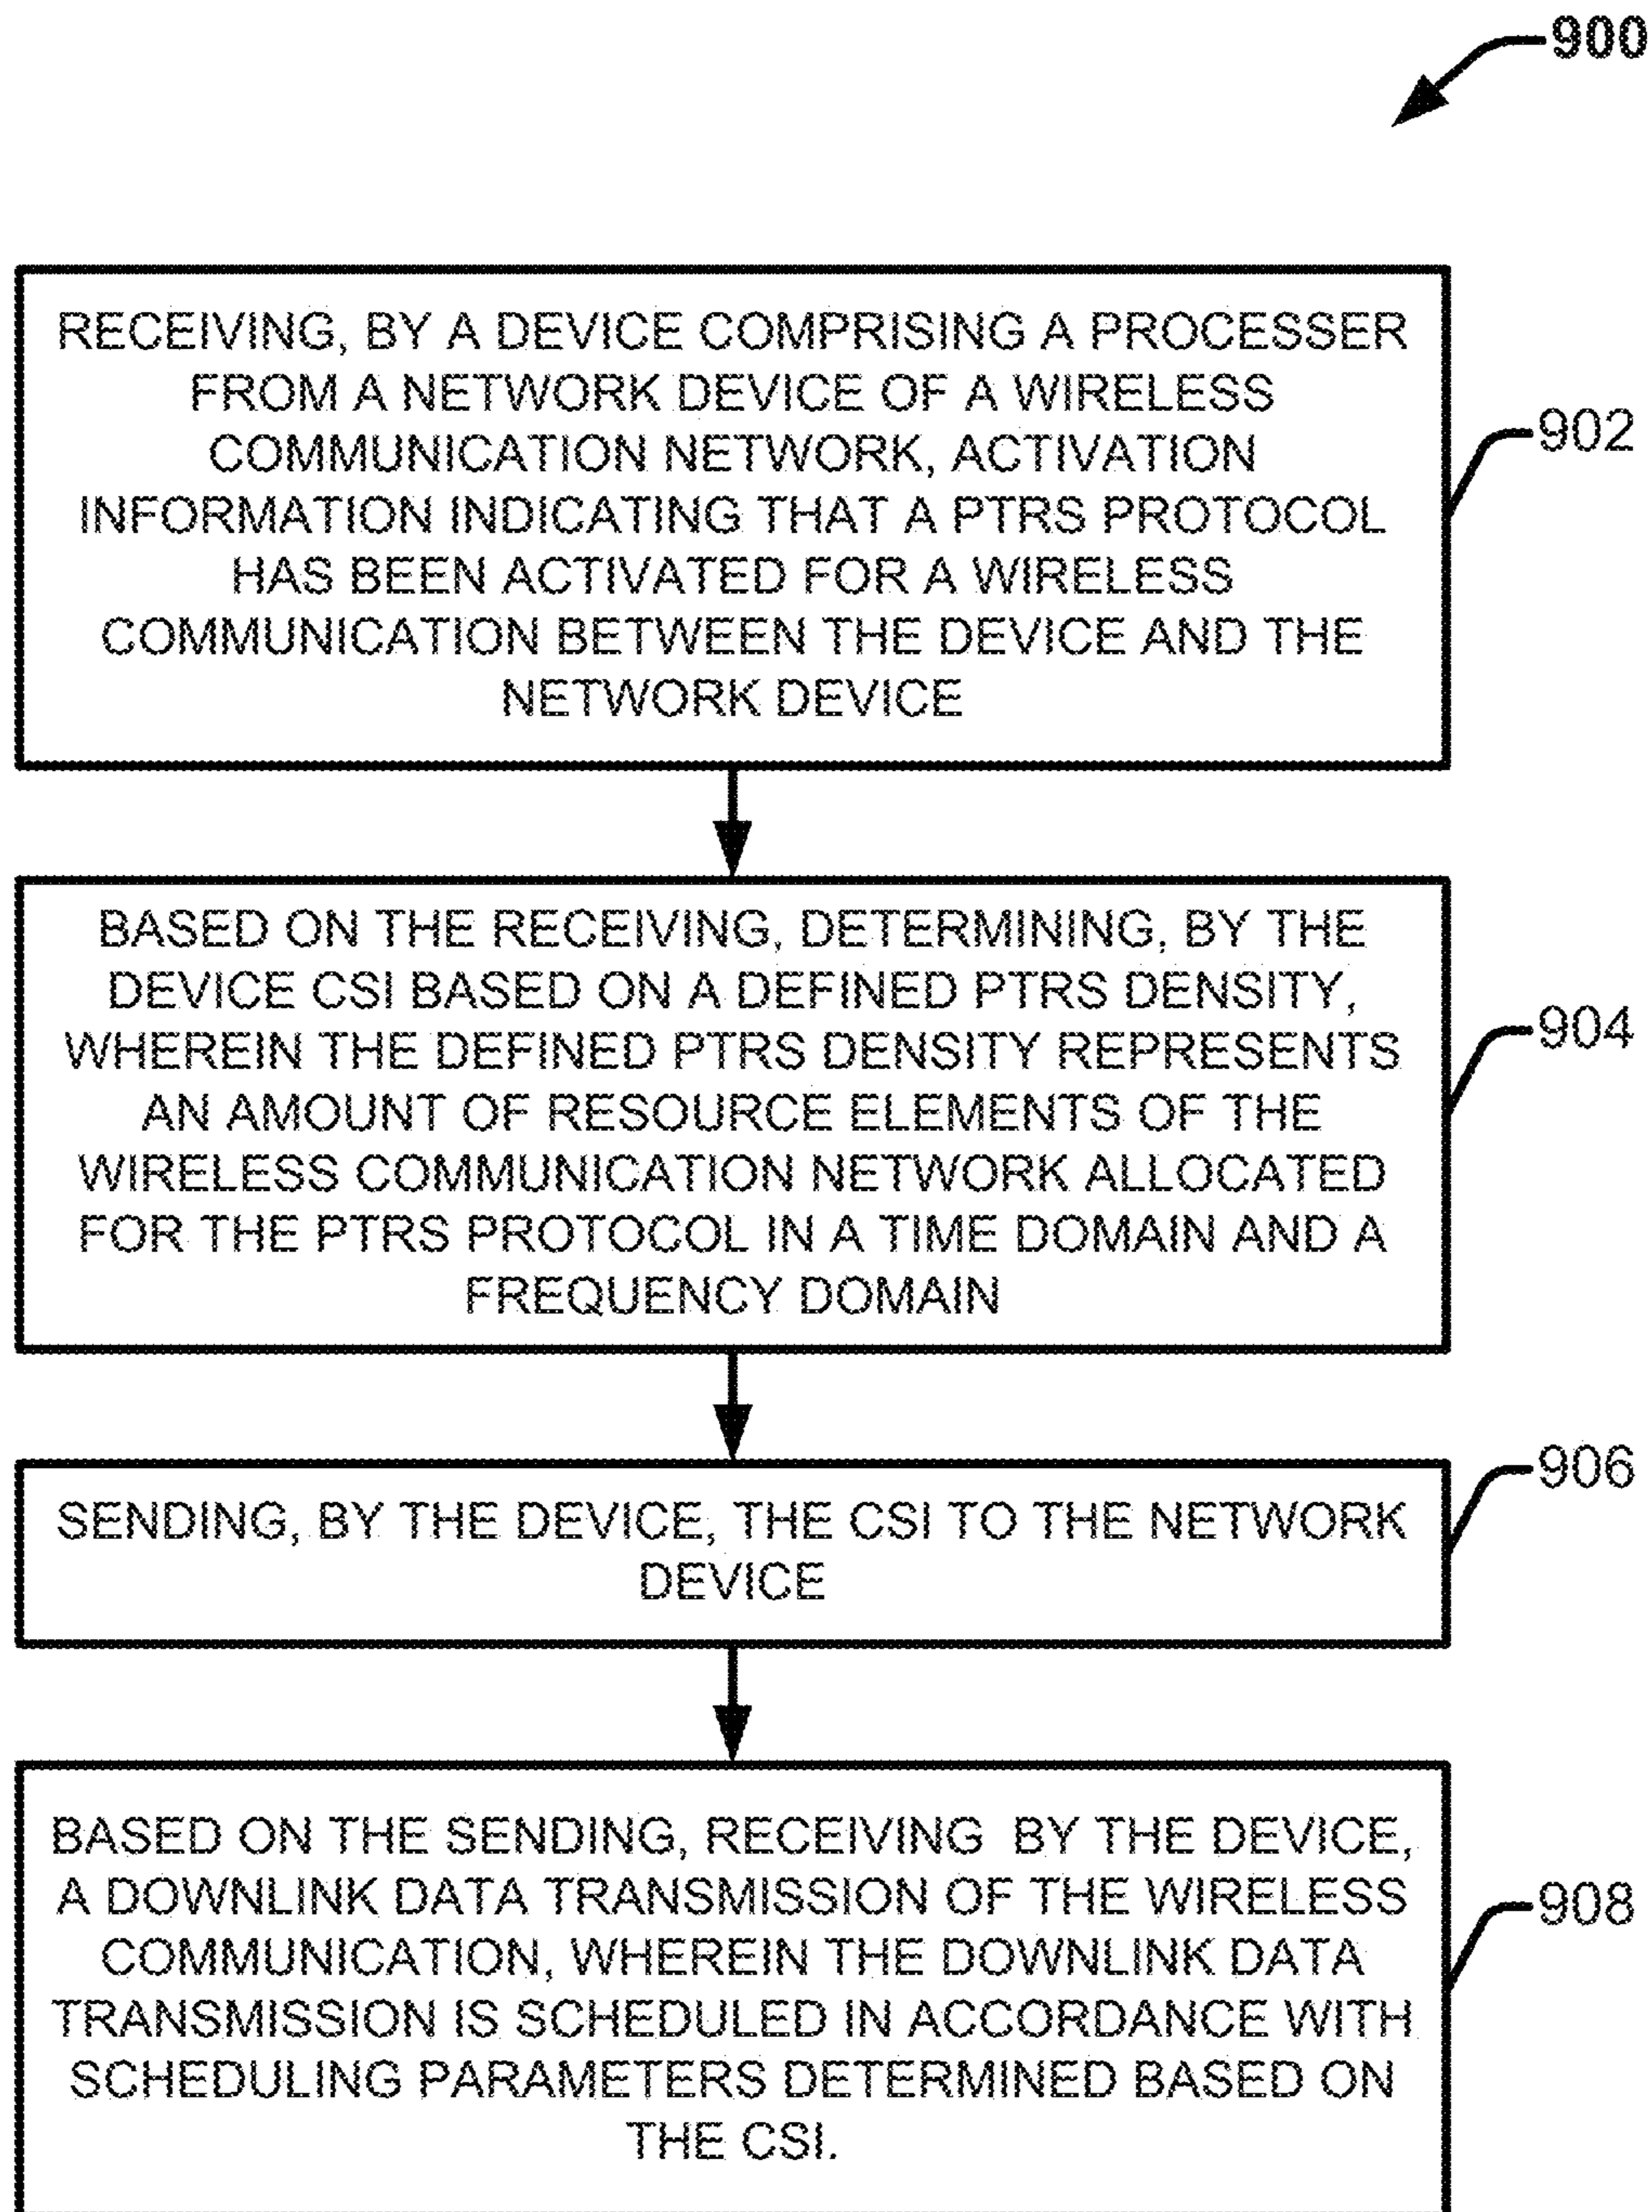 900
RECEIVING, BY A DEVICE COMPRISING A PROCESSER
FROM A NETWORK DEVICE OF A WIRELESS
COMMUNICATION NETWORK, ACTIVATION
INFORMATION INDICATING THAT A PTRS PROTOCOL
HAS BEEN ACTIVATED FOR A WIRELESS
COMMUNICATION BETWEEN THE DEVICE AND THE
NETWORK DEVICE
902
BASED ON THE RECEIVING, DETERMINING, BY THE
DEVICE CSI BASED ON A DEFINED PTRS DENSITY,
WHEREIN THE DEFINED PTRS DENSITY REPRESENTS
AN AMOUNT OF RESOURCE ELEMENTS OF THE
WIRELESS COMMUNICATION NETWORK ALLOCATED
FOR THE PTRS PROTOCOL IN A TIME DOMAIN AND A
FREQUENCY DOMAIN
904
SENDING, BY THE DEVICE, THE CSI TO THE NETWORK
DEVICE
906
BASED ON THE SENDING, RECEIVING BY THE DEVICE,
A DOWNLINK DATA TRANSMISSION OF THE WIRELESS
COMMUNICATION, WHEREIN THE DOWNLINK DATA
TRANSMISSION IS SCHEDULED IN ACCORDANCE WITH
SCHEDULING PARAMETERS DETERMINED BASED ON
THE CSI.
908